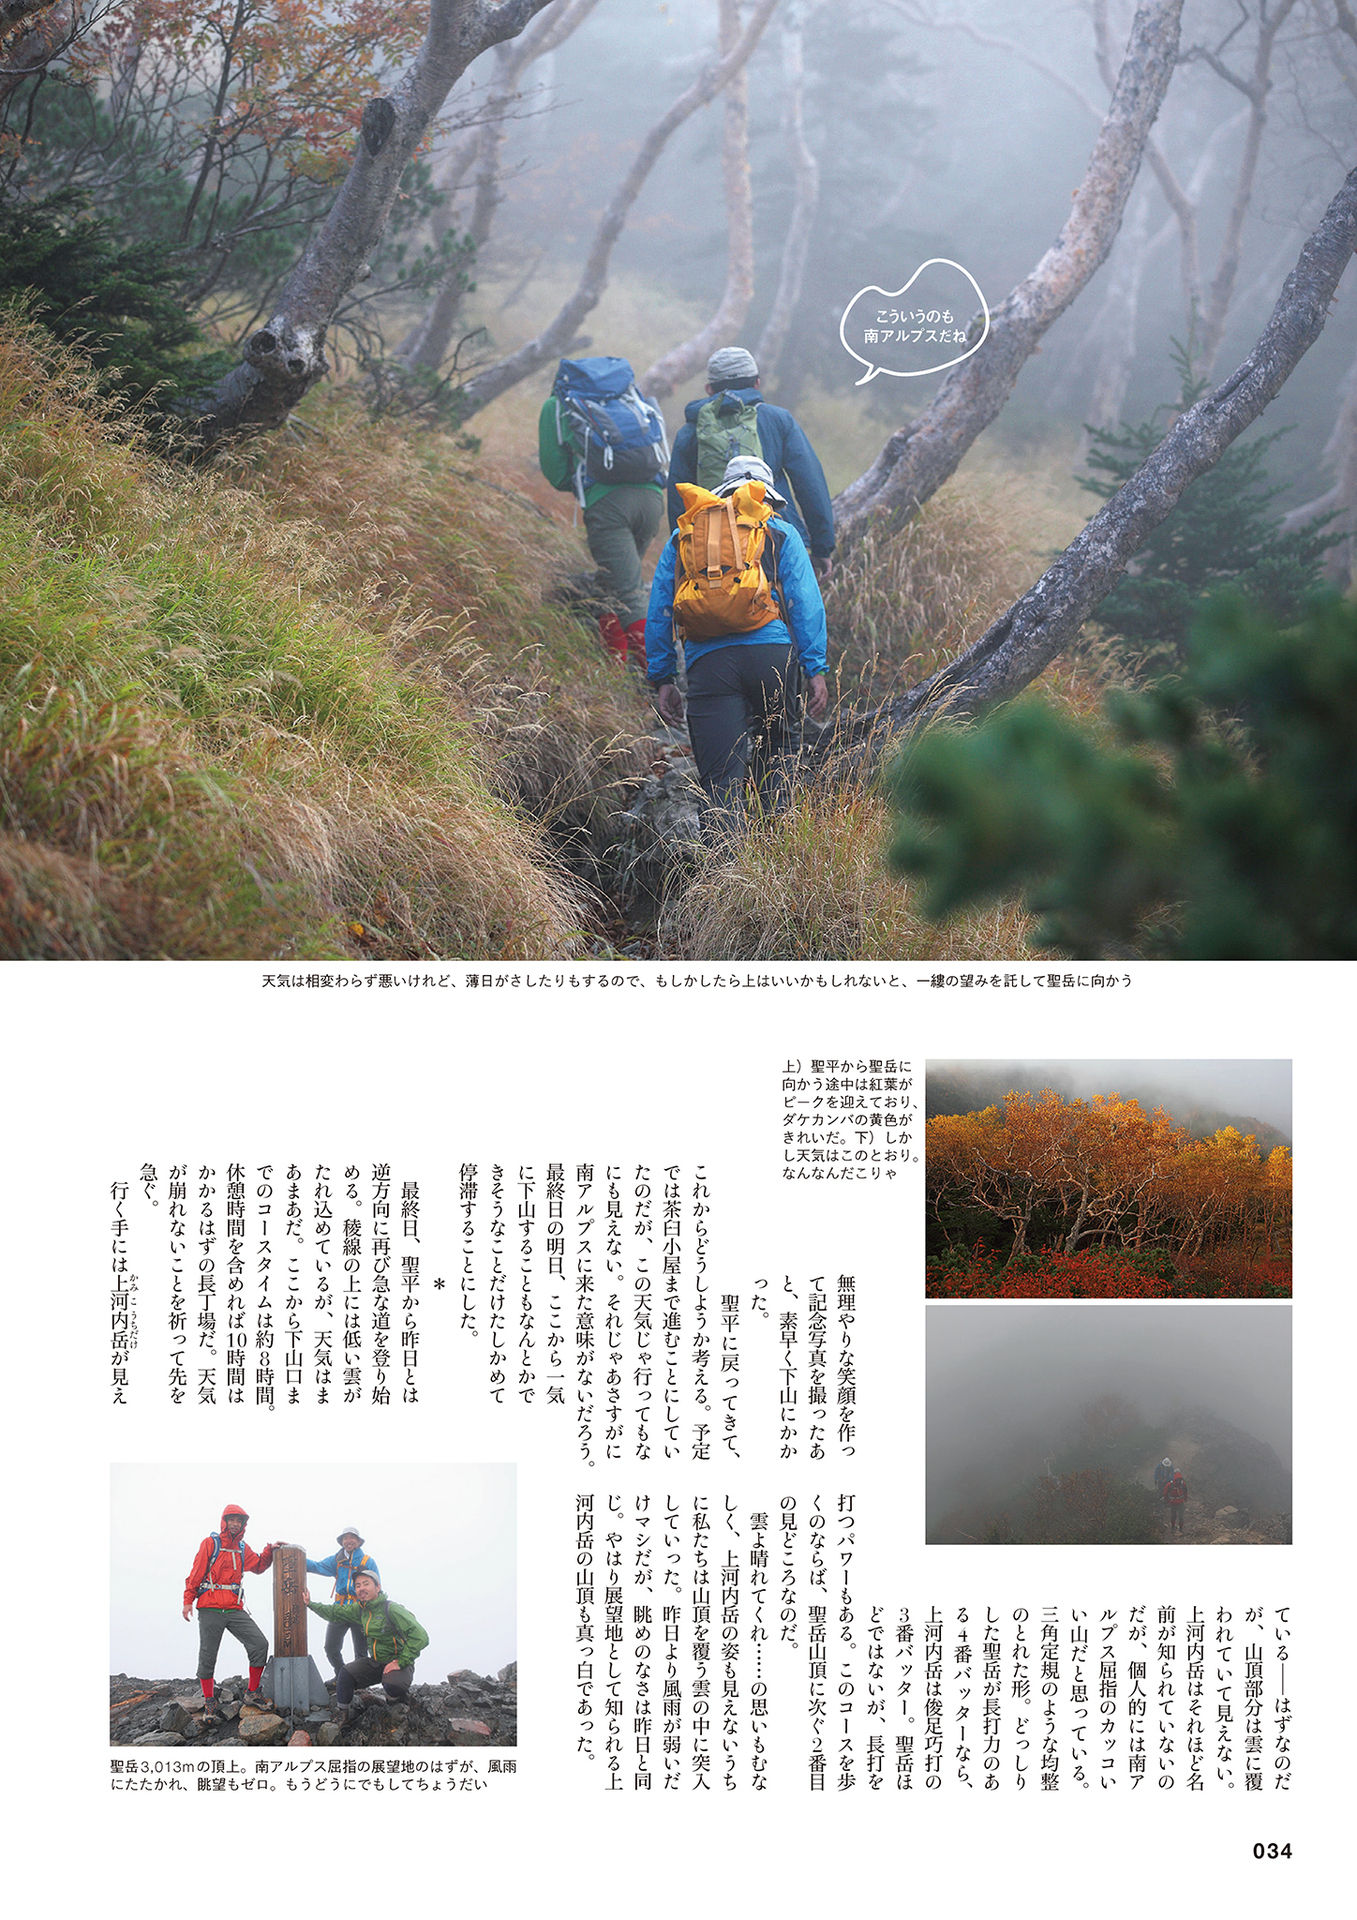 こういうのも
南アルプスだね
天気は相変わらず悪いけれど、薄日がさしたりもするので、もしかしたら上はいいかもしれないと、一縷の望みを託して聖岳に向かう
上）聖平から聖岳に
向かう途中は紅葉が
ピークを迎えており、
ダケカンバの黄色が
きれいだ。下）しか
し天気はこのとおり。
なんなんだこりゃ
無理やりな笑顔を作っ
て記念写真を撮ったあ
と、素早く下山にかか
った。
　聖平に戻ってきて、
これからどうしようか考える。予定
では茶臼小屋まで進むことにしてい
たのだが、この天気じゃ行ってもな
にも見えない。それじゃあさすがに
南アルプスに来た意味がないだろう。
最終日の明日、ここから一気
に下山することもなんとかで
きそうなことだけたしかめて
停滞することにした。
＊
　最終日、聖平から昨日とは
逆方向に再び急な道を登り始
める。稜線の上には低い雲が
たれ込めているが、天気はま
あまあだ。ここから下山口ま
でのコースタイムは約8時間。
休憩時間を含めれば10時間は
かかるはずの長丁場だ。天気
が崩れないことを祈って先を
急ぐ。
　行く手には上河内岳が見え
かみこうちだけ
ている――はずなのだ
が、山頂部分は雲に覆
われていて見えない。
上河内岳はそれほど名
前が知られていないの
だが、個人的には南ア
ルプス屈指のカッコい
い山だと思っている。
三角定規のような均整
のとれた形。どっしり
した聖岳が長打力のあ
る4番バッターなら、
上河内岳は俊足巧打の
3番バッター。聖岳ほ
どではないが、長打を
打つパワーもある。このコースを歩
くのならば、聖岳山頂に次ぐ2番目
の見どころなのだ。
　雲よ晴れてくれ……の思いもむな
しく、上河内岳の姿も見えないうち
に私たちは山頂を覆う雲の中に突入
していった。昨日より風雨が弱いだ
けマシだが、眺めのなさは昨日と同
じ。やはり展望地として知られる上
河内岳の山頂も真っ白であった。
聖岳3,013mの頂上。南アルプス屈指の展望地のはずが、風雨
にたたかれ、眺望もゼロ。もうどうにでもしてちょうだい
034